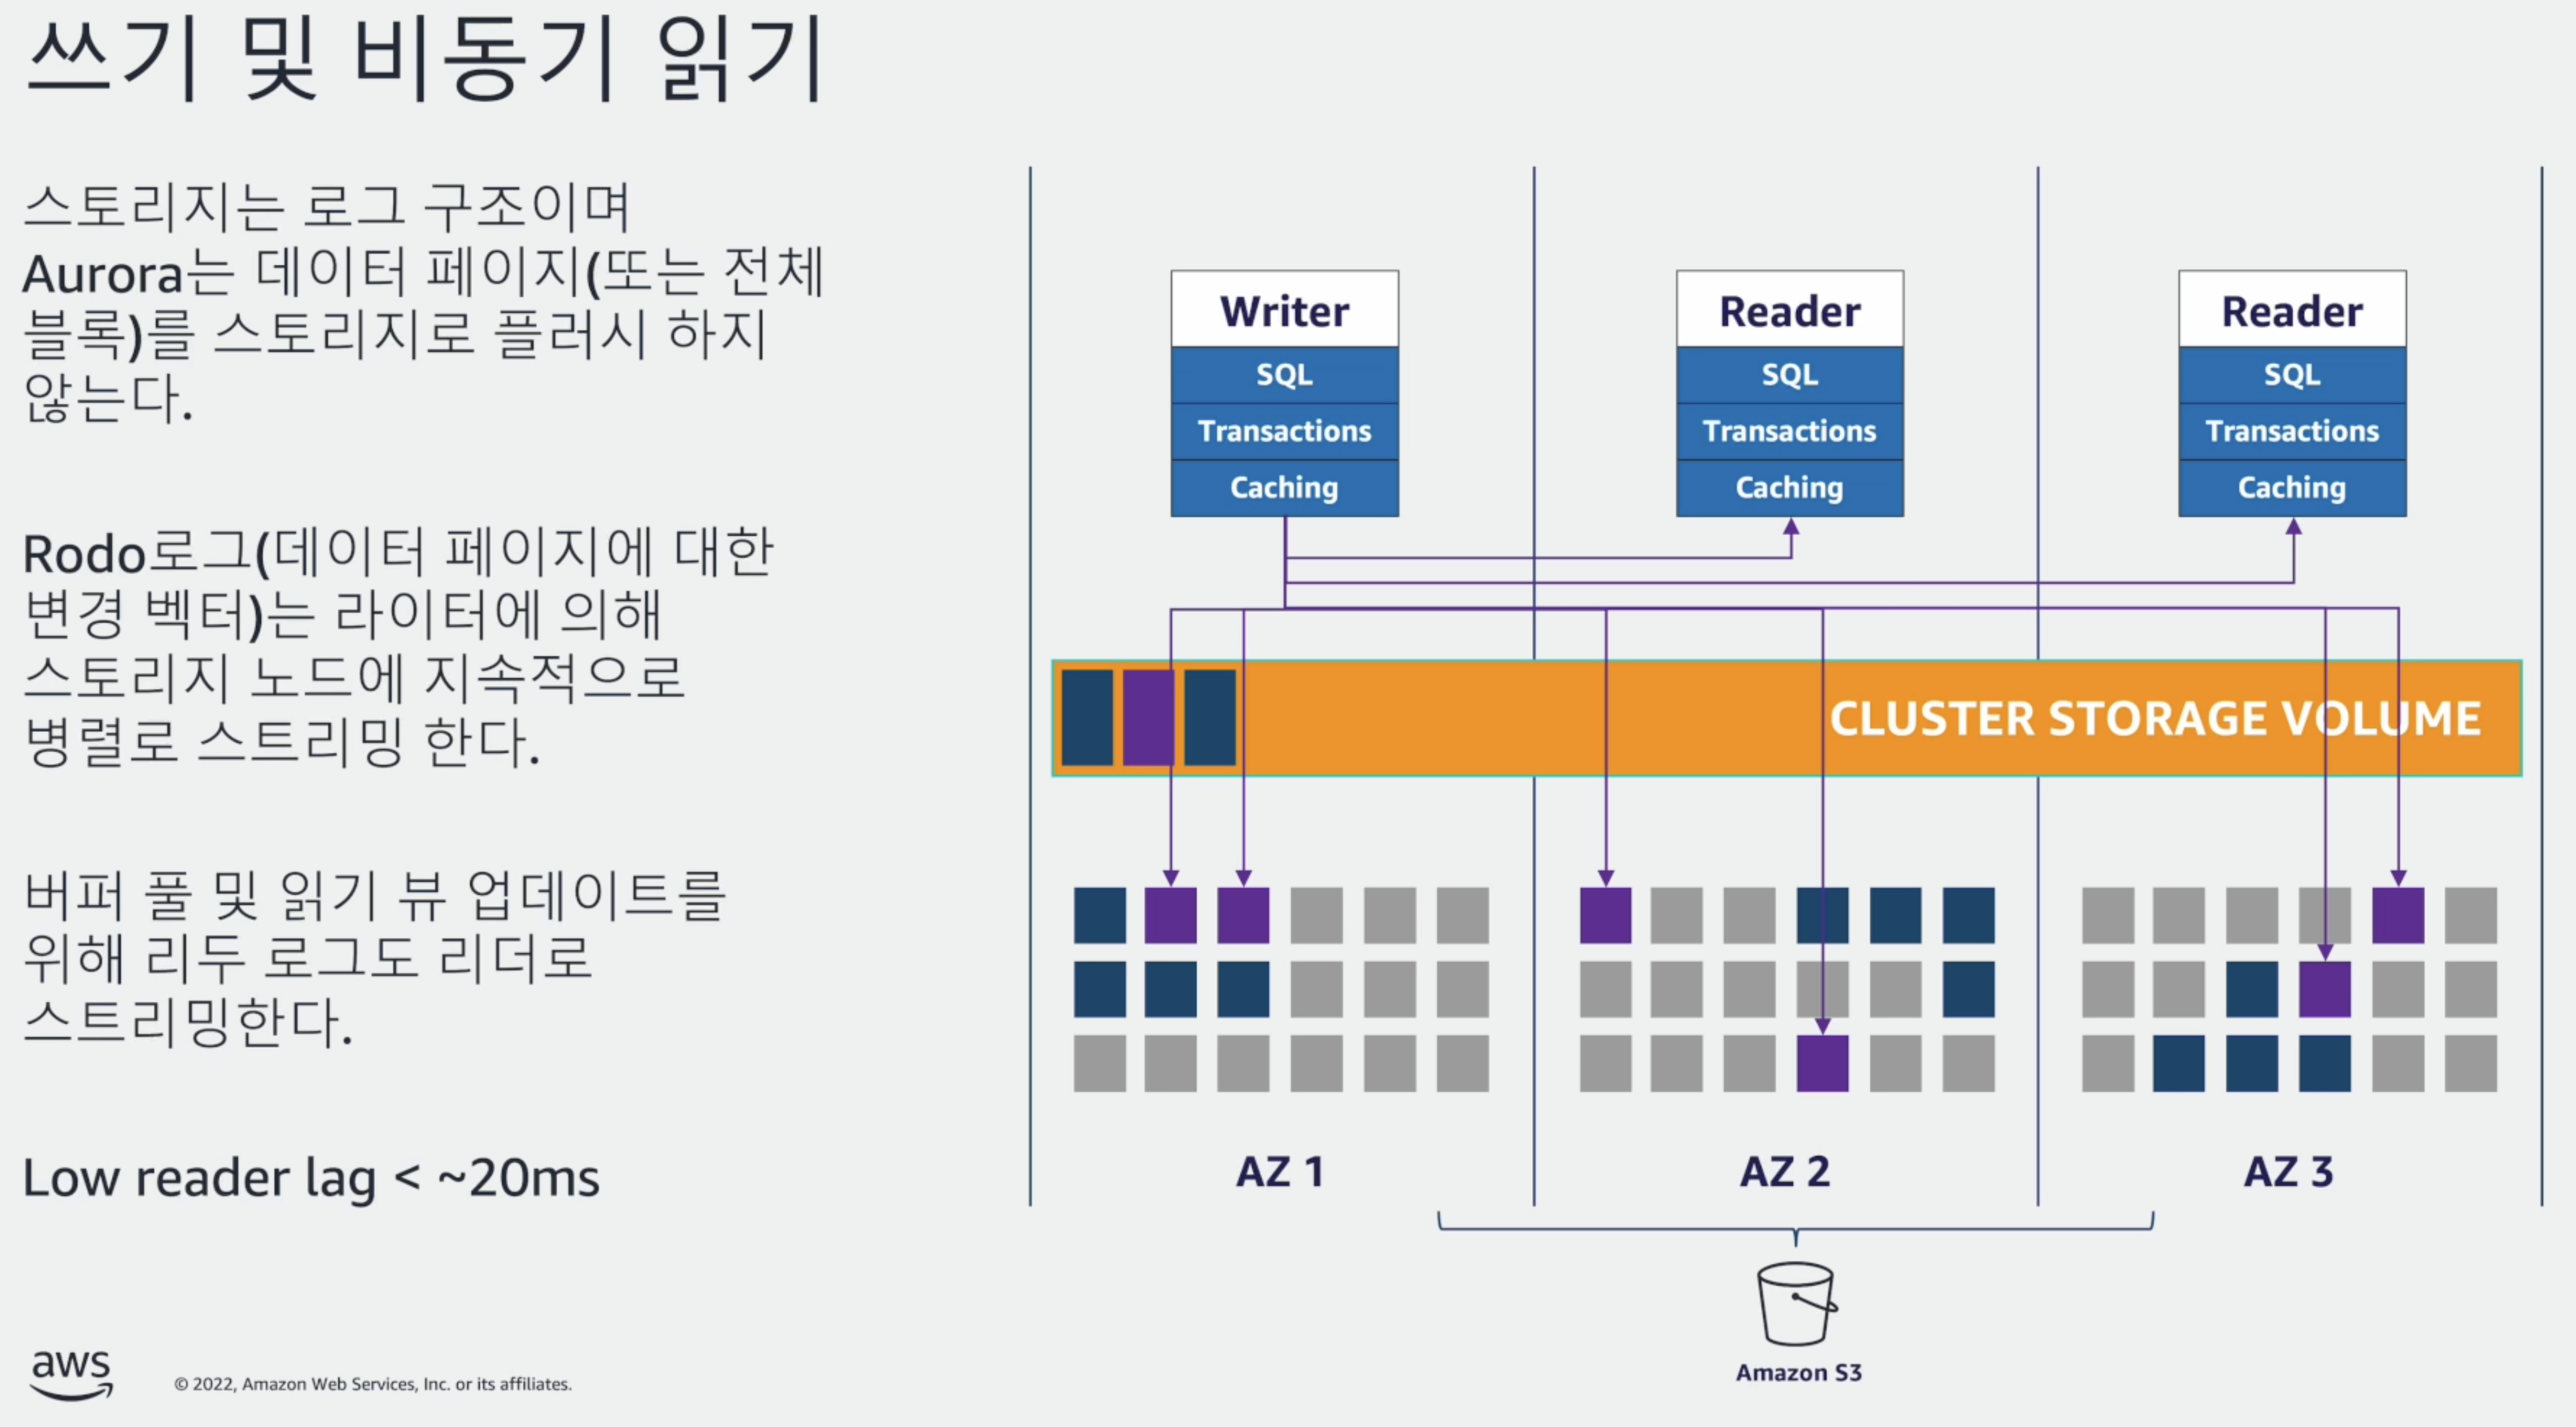 쓰기 및 비동기 읽기
스토리지는 로그 구조이며
Aurora는 데이터 페이지(또는 전체
블록)를 스토리지로 플러시 하지
않는다.
Rodo로그(데이터 페이지에 대한
변경 벡터)는 라이터에 의해
스토리지 노드에 지속적으로
병렬로 스트리밍 한다.
버퍼 풀 및 읽기 뷰 업데이트를
위해 리두 로그도 리더로
스트리밍한다.
Low reader lag < ~20ms
Writer
SQL
Transactions
Caching
Reader
SQL
Transactions
Caching
Reader
SQL
Transactions
Caching
CLUSTER STORAGE VOLUME
AZ 1
AZ 2
AZ 3
Amazon S3
aws
© 2022, Amazon Web Services, Inc. or its affiliates.